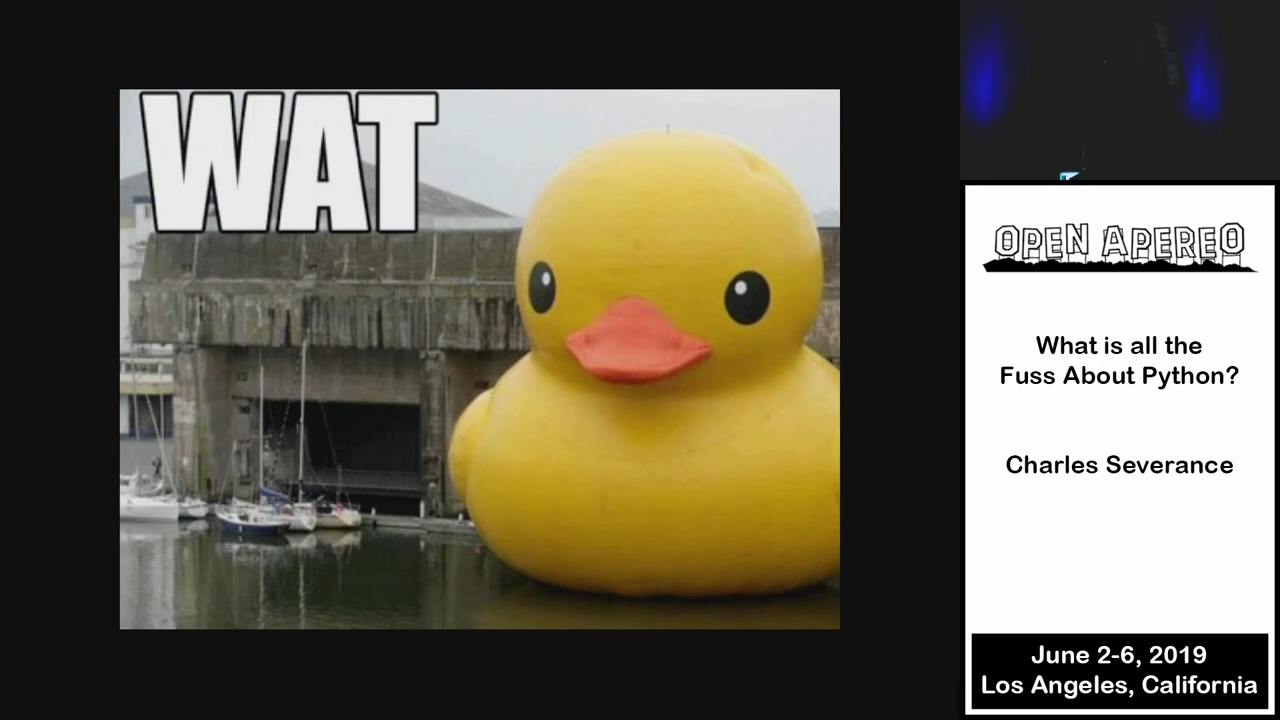 WAT
OPEN APEREO
What is all the
Fuss About Python?
Charles Severance
June 2-6, 2019
Los Angeles, California